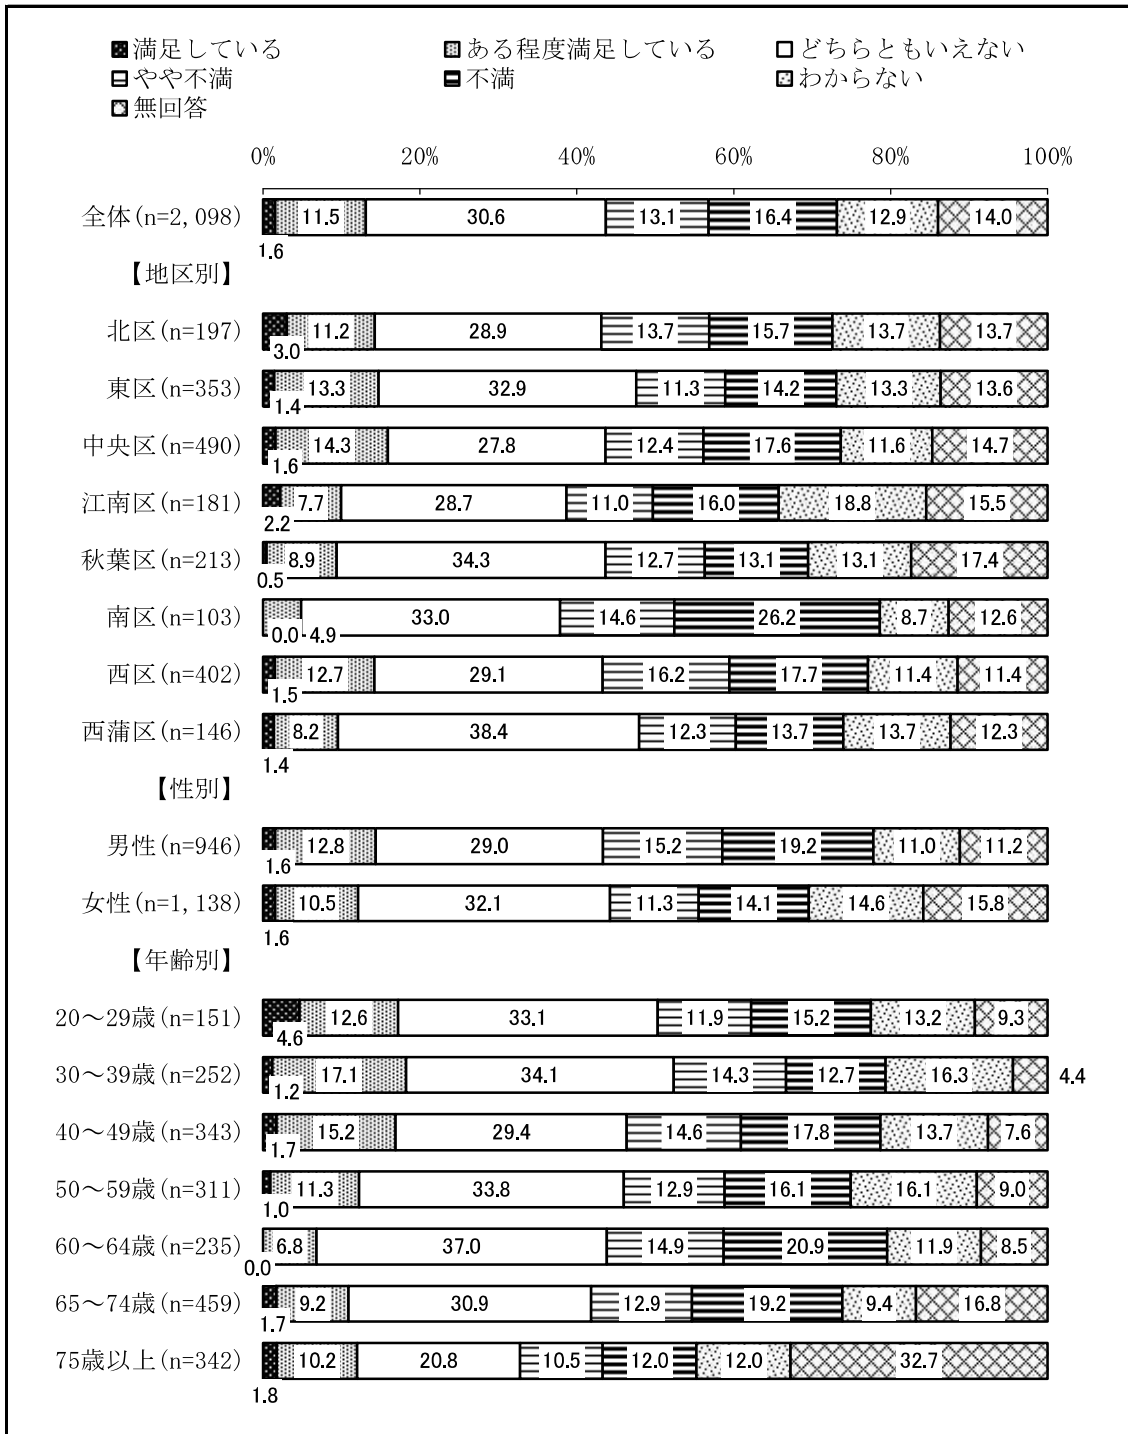 満足している ある程度満足している どちらともいえない
やや不満 不満 わからない
無回答
0% 20% 40% 60% 80% 100%
全体(n=2,098) 11.5 30.6 13.1 16.4 12.9 14.0
1.6
【地区別】
北区(n=197) 11.2 28.9 13.7 15.7 13.7 13.7
3.0
東区(n=353) 13.3 32.9 11.3 14.2 13.3 13.6
1.4
中央区(n=490) 14.3 27.8 12.4 17.6 11.6 14.7
1.6
江南区(n=181) 7.7 28.7 11.0 16.0 18.8 15.5
2.2
秋葉区(n=213) 8.9 34.3 12.7 13.1 13.1 17.4
0.5
南区(n=103) 33.0 14.6 26.2 8.7 12.6
0.0 4.9
西区(n=402) 12.7 29.1 16.2 17.7 11.4 11.4
1.5
西蒲区(n=146) 8.2 38.4 12.3 13.7 13.7 12.3
1.4
【性別】
男性(n=946) 12.8 29.0 15.2 19.2 11.0 11.2
1.6
女性(n=1,138) 10.5 32.1 11.3 14.1 14.6 15.8
1.6
【年齢別】
20～29歳(n=151) 12.6 33.1 11.9 15.2 13.2 9.3
4.6
30～39歳(n=252) 17.1 34.1 14.3 12.7 16.3 4.4
1.2
40～49歳(n=343) 15.2 29.4 14.6 17.8 13.7 7.6
1.7
50～59歳(n=311) 11.3 33.8 12.9 16.1 16.1 9.0
1.0
60～64歳(n=235) 6.8 37.0 14.9 20.9 11.9 8.5
0.0
65～74歳(n=459) 9.2 30.9 12.9 19.2 9.4 16.8
1.7
75歳以上(n=342) 10.2 20.8 10.5 12.0 12.0 32.7
1.8